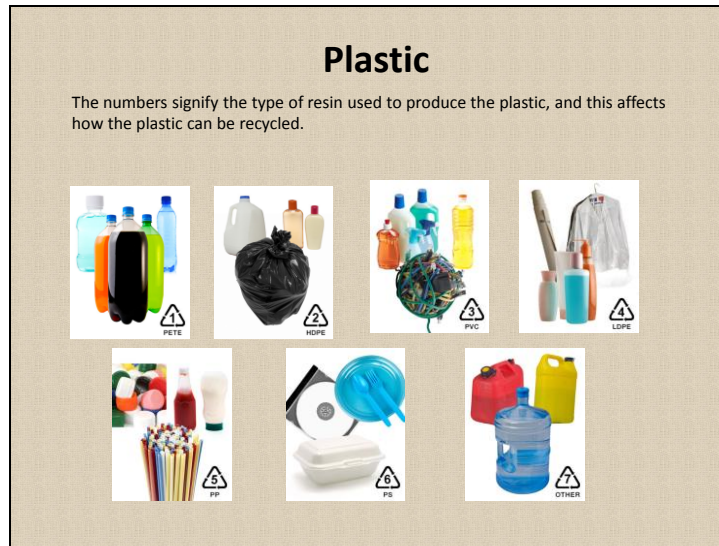 Plastic
The numbers signify the type of resin used to produce the plastic, and this affects
how the plastic can be recycled.
1
PETE
2
HDPE
3
PVC
4
LDPE
5
PP
6
PS
7
OTHER